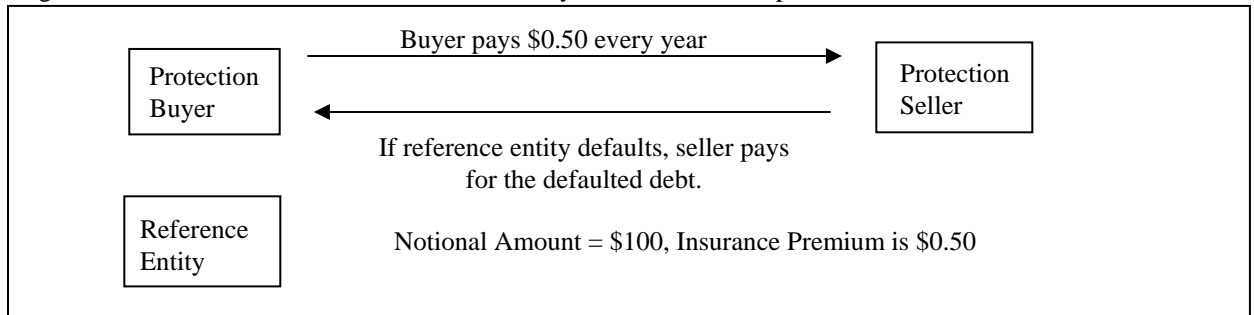 Buyer pays $0.50 every year
Protection
Buyer
Protection
Seller
If reference entity defaults, seller pays
for the defaulted debt.
Reference
Entity
Notional Amount = $100, Insurance Premium is $0.50